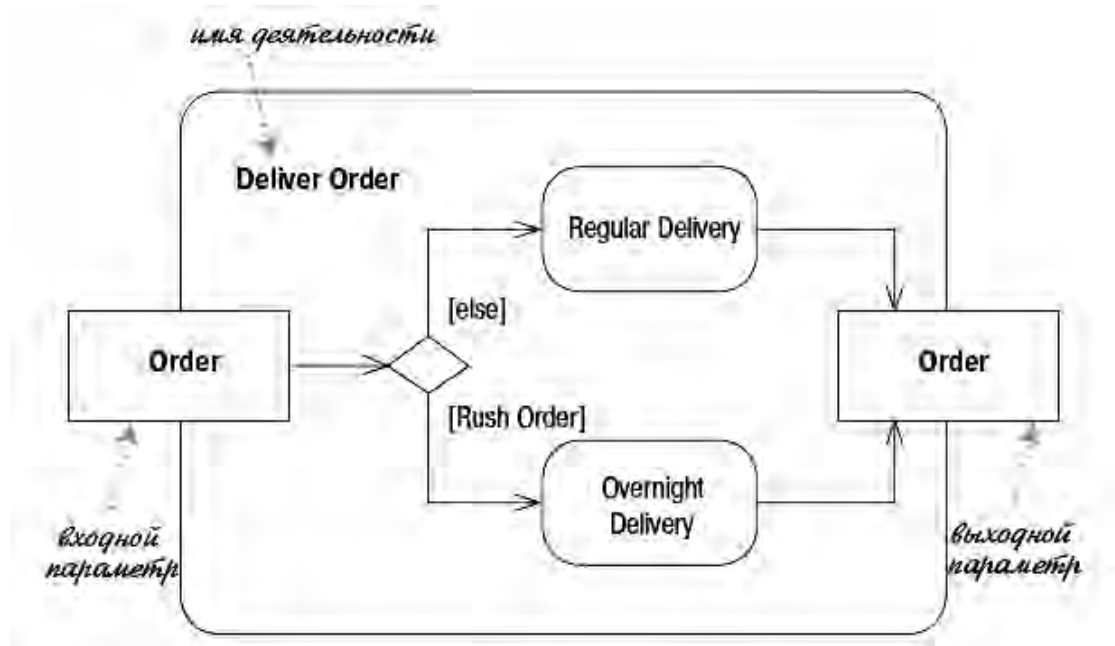 имя деятельности
Deliver Order
Regular Delivery
[else]
Order
Order
[Rush Order]
Overnight
Delivery
входной
параметр
выходной
параметр